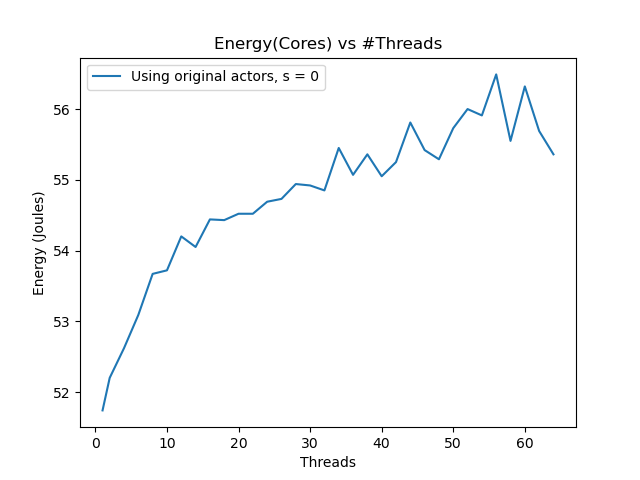 Energy(Cores) vs #Threads
Using original actors, s = 0
56
55
54
53
52
Energy (Joules)
0 10 20 30 40 50 60
Threads